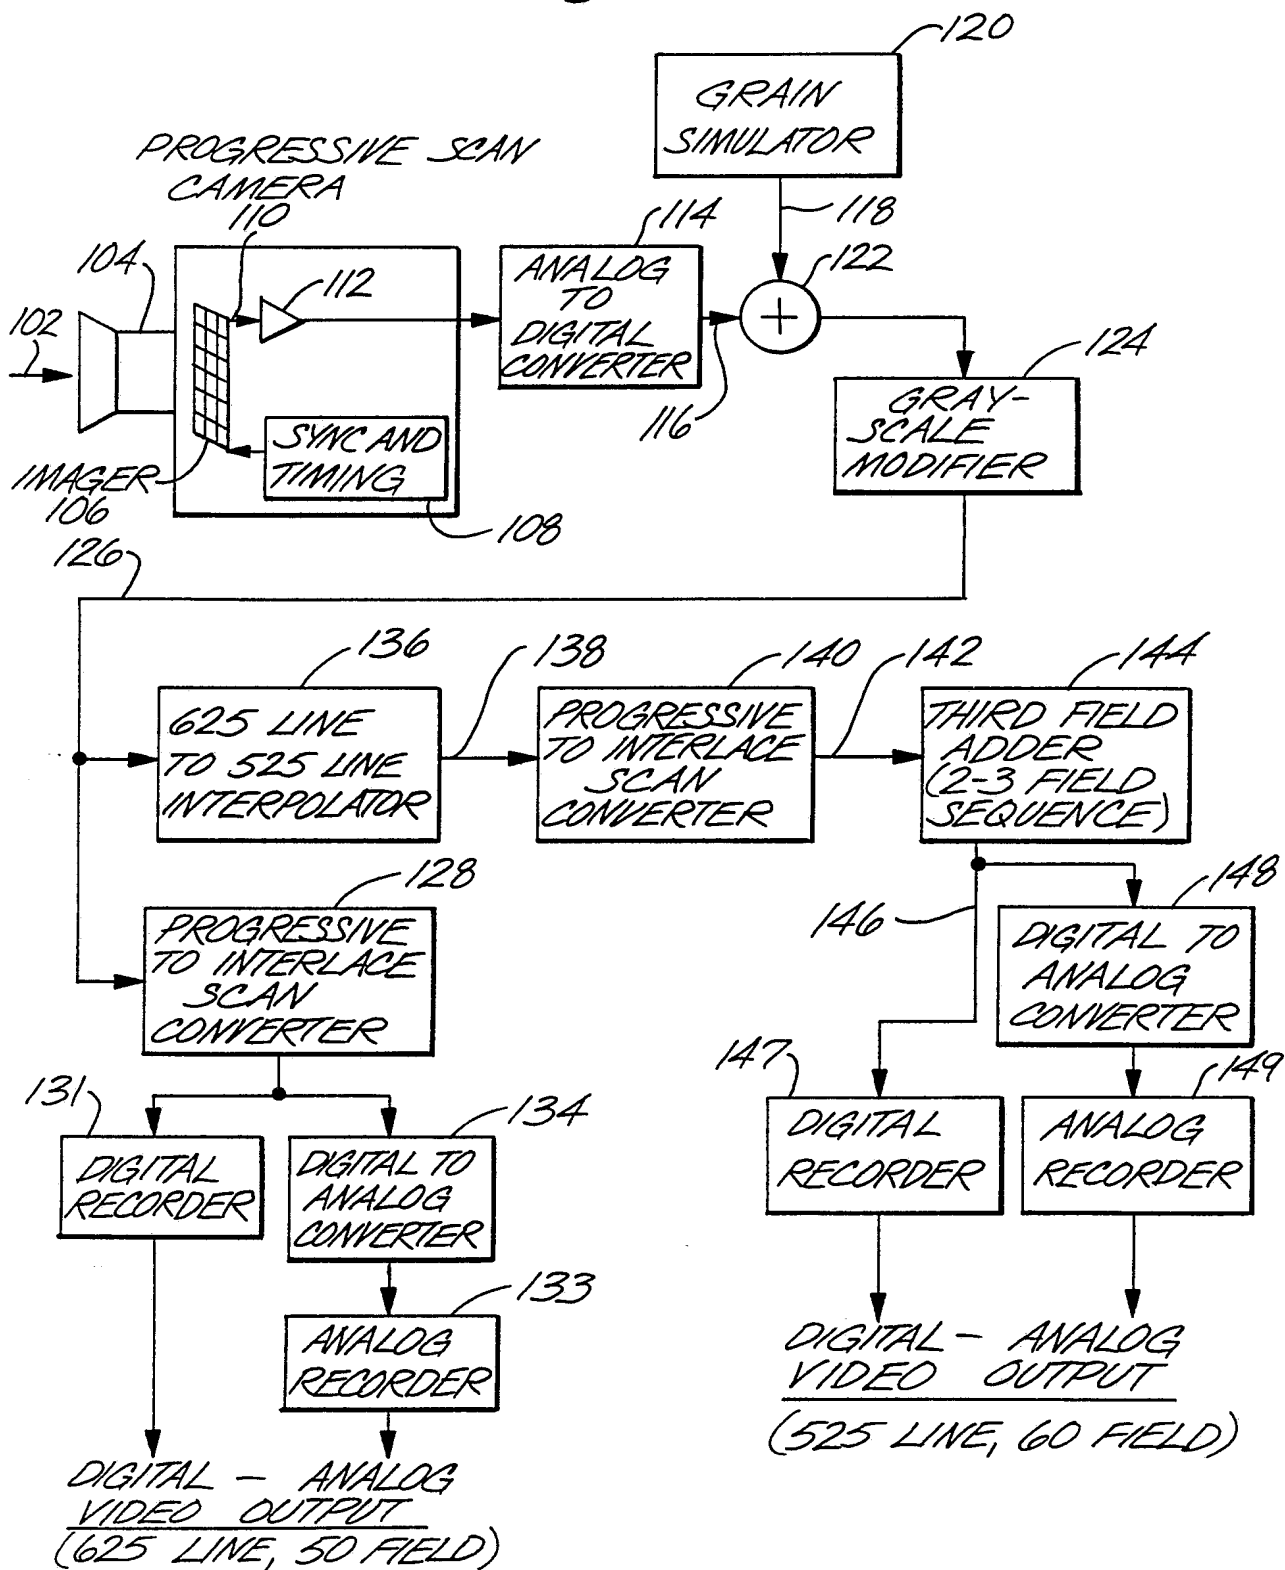 120
GRAIN
SIMULATOR
PROGRESSIVE SCAN
CAMERA
110
118
114
104
112
122
102
ANALOG
TO
DIGITAL
CONVERTER
+
124
116
GRAY-
SCALE
MODIFIER
SYNC AND
TIMING
IMAGER
106
108
126
136
138
140
142
144
625 LINE
TO 525 LINE
INTERPOLATOR
PROGRESSIVE
TO INTERLACE
SCAN
CONVERTER
THIRD FIELD
ADDER
(2-3 FIELD
SEQUENCE)
128
148
146
PROGRESSIVE
TO INTERLACE
SCAN
CONVERTER
DIGITAL TO
ANALOG
CONVERTER
147
149
131
134
DIGITAL
RECORDER
ANALOG
RECORDER
DIGITAL
RECORDER
DIGITAL TO
ANALOG
CONVERTER
133
ANALOG
RECORDER
DIGITAL - ANALOG
VIDEO OUTPUT
(525 LINE, 60 FIELD)
DIGITAL - ANALOG
VIDEO OUTPUT
(625 LINE, 50 FIELD)